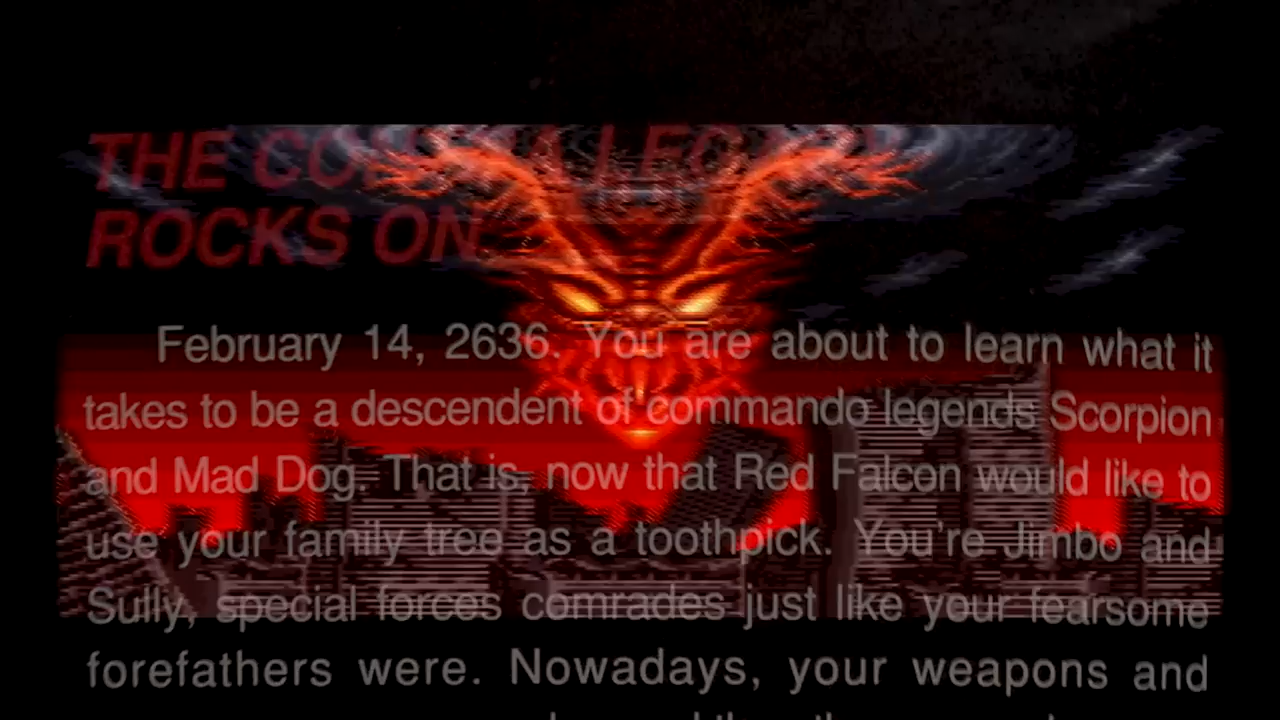 THE CONTRA LEGACY
ROCKS ON
February 14, 2636. You are about to learn what it
takes to be a descendent of commando legends Scorpion
and Mad Dog. That is, now that Red Falcon would like to
use your family tree as a toothpick. You're Jimbo and
Sully, special forces comrades just like your fearsome
forefathers were. Nowadays, your weapons and